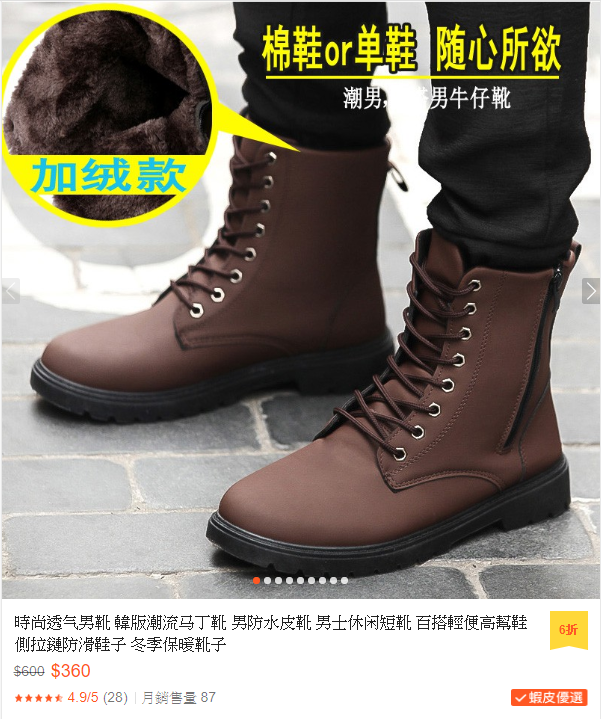 棉鞋or单鞋 随心所欲
潮男,
男牛仔靴
加绒款
時尚透气男靴 韓版潮流马丁靴 男防水皮靴 男士休闲短靴 百搭輕便高幫鞋
側拉鏈防滑鞋子 冬季保暖靴子
6折
$600 $360
4.9/5 (28) 月銷售量 87
蝦皮優選